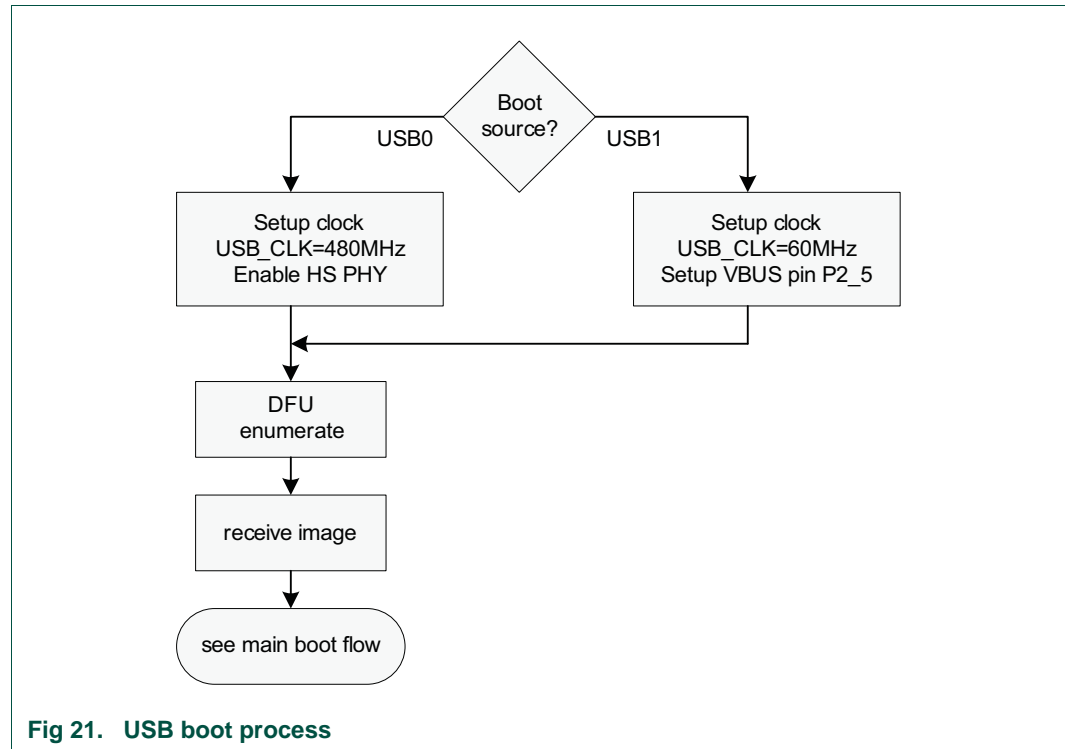 Boot
source?
USB0
USB1
Setup clock
USB_CLK=480MHz
Enable HS PHY
Setup clock
USB_CLK=60MHz
Setup VBUS pin P2_5
DFU
enumerate
receive image
see main boot flow
Fig 21. USB boot process